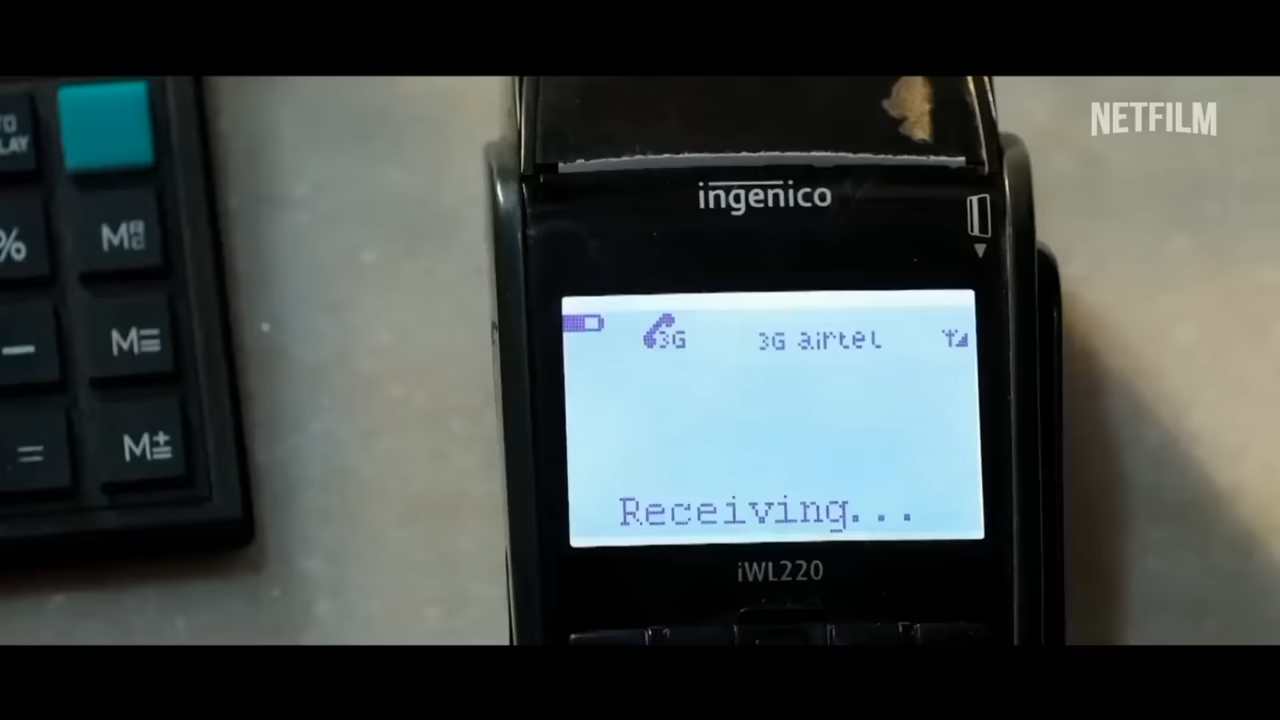 NETFILM
ingenico
3G 3G airtel
Receiving...
iWL220
%
M
M=
M±
=